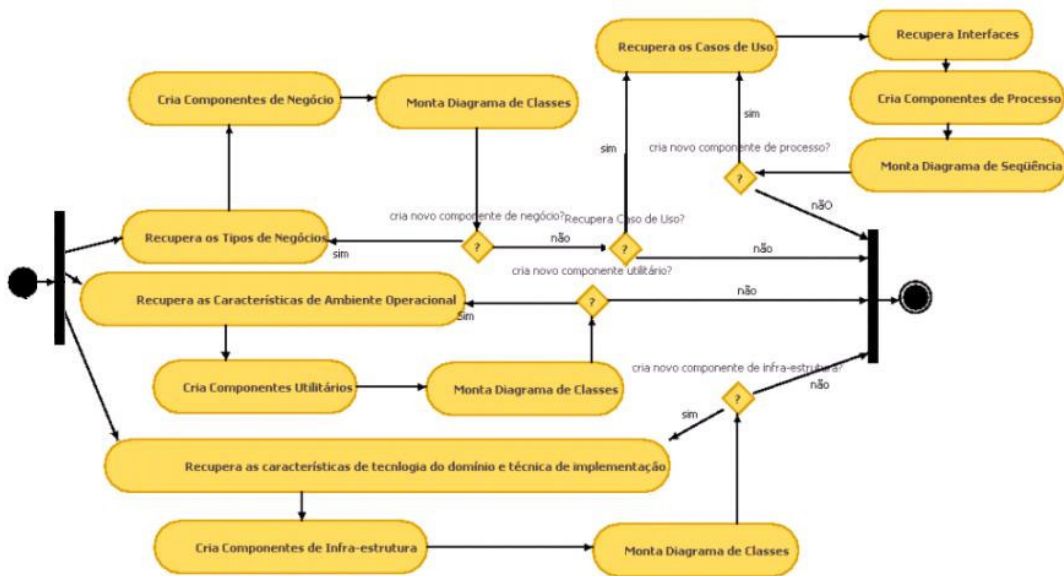 Recupera os Casos de Uso
Recupera Interfaces
Cria Componentes de Negócio
Monta Diagrama de Classes
Cria Componentes de Processo
sim
sim
cria novo componente de processo?
Monta Diagrama de Seqüência
?
não
cria novo componente de negócio?
Recupera Caso de Uso?
Recupera os Tipos de Negócios
sim
?
não
?
não
cria novo componente utilitário?
Recupera as Características de Ambiente Operacional
Sim
?
não
cria novo componente de infra-estrutura?
Cria Componentes Utilitários
Monta Diagrama de Classes
não
?
sim
Recupera as características de tecnlogia do domínio e técnica de implementação
Cria Componentes de Infra-estrutura
Monta Diagrama de Classes